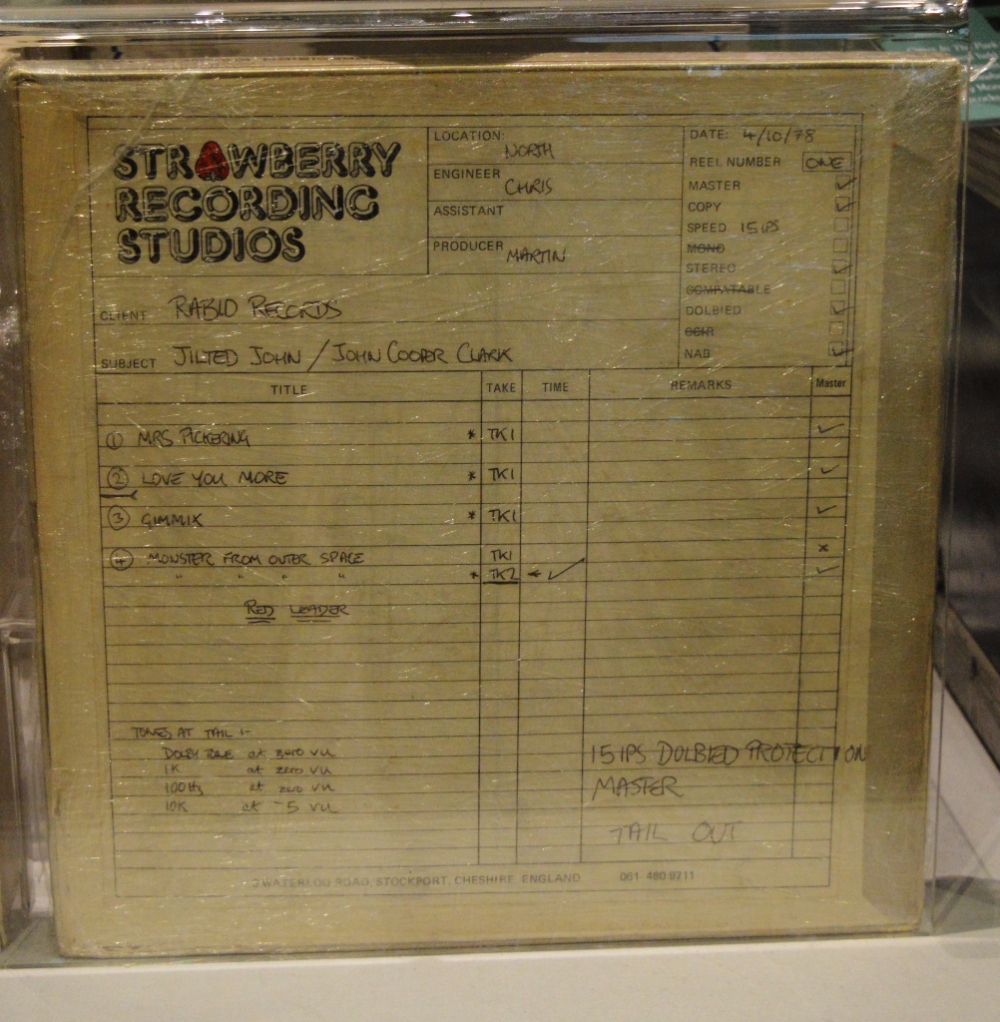 STRAWBERRY
RECORDING
STUDIOS
LOCATION: NORTH
ENGINEER CHRIS
ASSISTANT
PRODUCER MARTIN
DATE: 4/10/78
REEL NUMBER ONE
MASTER ✓
COPY ✓
SPEED 15 IPS
MONO
STEREO ✓
COMPATABLE
DOLBIED ✓
CCIR
NAB ✓
CLIENT RABID RECORDS
SUBJECT JILTED JOHN / JOHN COOPER CLARK
TITLE TAKE TIME REMARKS Master
① MRS PICKERING * TK1 ✓
② LOVE YOU MORE * TK1 ✓
③ GIMMIX * TK1 ✓
④ MONSTER FROM OUTER SPACE TK1 x
" " " " * TK2 ← ✓ ✓
RED LEADER
TONES AT TAIL :-
DOLBY TONE at zero VU
1K at zero VU
100Hz at zero VU
10K at -5 VU
15 IPS DOLBIED PROTECTION
MASTER
TAIL OUT
3 WATERLOO ROAD, STOCKPORT, CHESHIRE, ENGLAND 061-480 9711